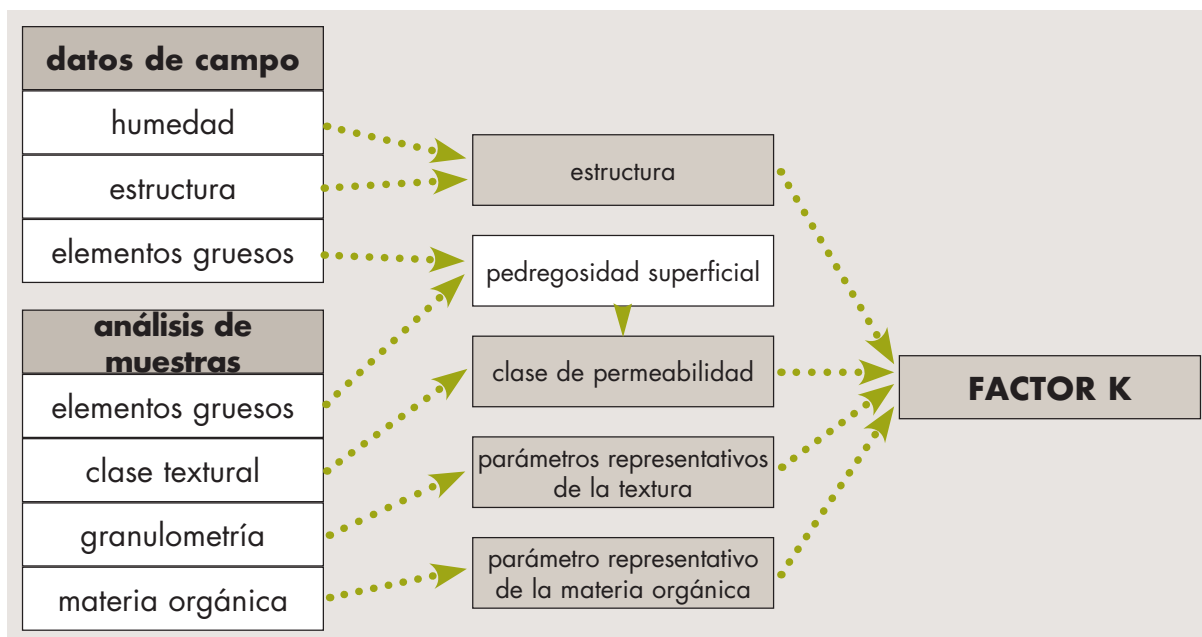 datos de campo
humedad
estructura
elementos gruesos
análisis de
muestras
elementos gruesos
clase textural
granulometría
materia orgánica
estructura
pedregosidad superficial
clase de permeabilidad
parámetros representativos
de la textura
parámetro representativo
de la materia orgánica
FACTOR K